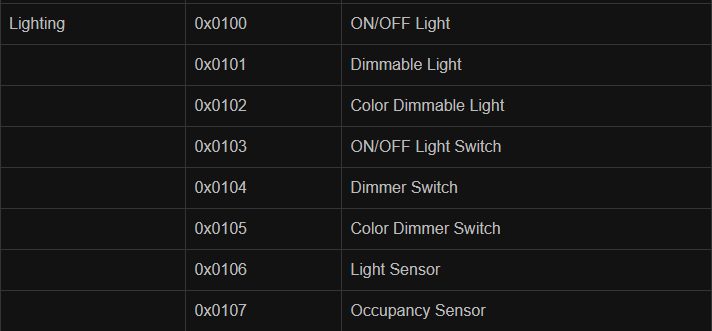 Lighting 0x0100 ON/OFF Light
0x0101 Dimmable Light
0x0102 Color Dimmable Light
0x0103 ON/OFF Light Switch
0x0104 Dimmer Switch
0x0105 Color Dimmer Switch
0x0106 Light Sensor
0x0107 Occupancy Sensor